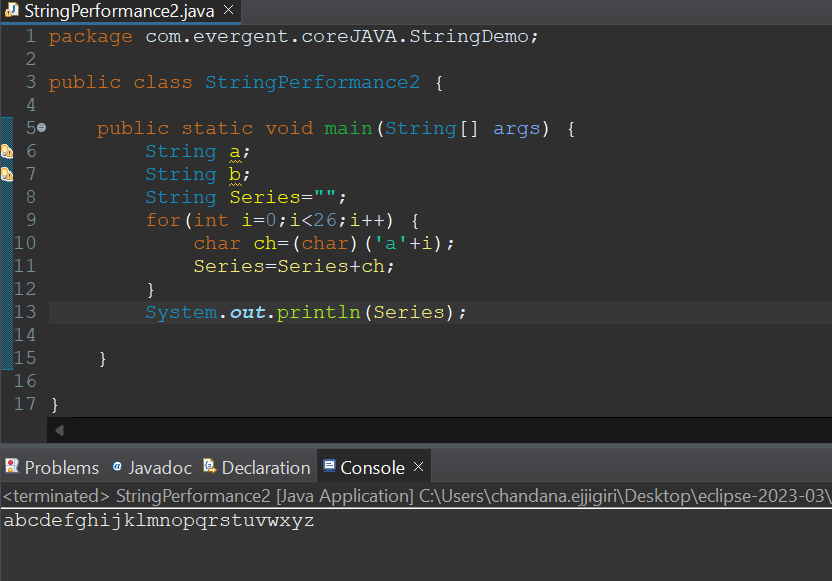 StringPerformance2.java
1 package com.evergent.coreJAVA.StringDemo;
2
3 public class StringPerformance2 {
4
5 public static void main(String[] args) {
6 String a;
7 String b;
8 String Series="";
9 for(int i=0;i<26;i++) {
10 char ch=(char)('a'+i);
11 Series=Series+ch;
12 }
13 System.out.println(Series);
14
15 }
16
17 }
Problems @ Javadoc Declaration Console
<terminated> StringPerformance2 [Java Application] C:\Users\chandana.ejjigiri\Desktop\eclipse-2023-03\
abcdefghijklmnopqrstuvwxyz